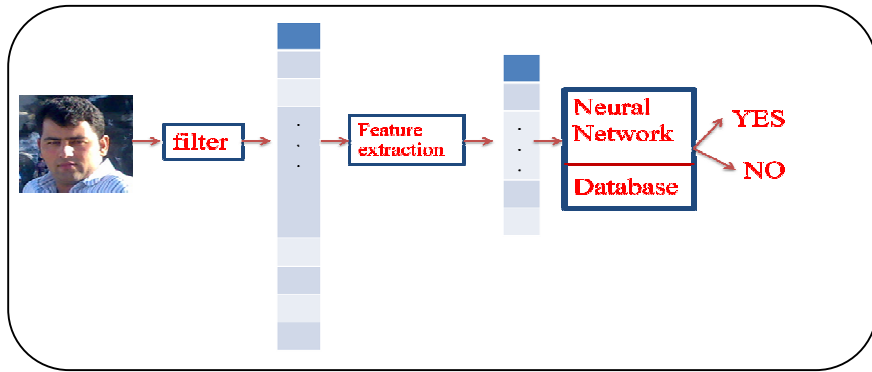 filter
Feature
extraction
Neural
Network
Database
YES
NO